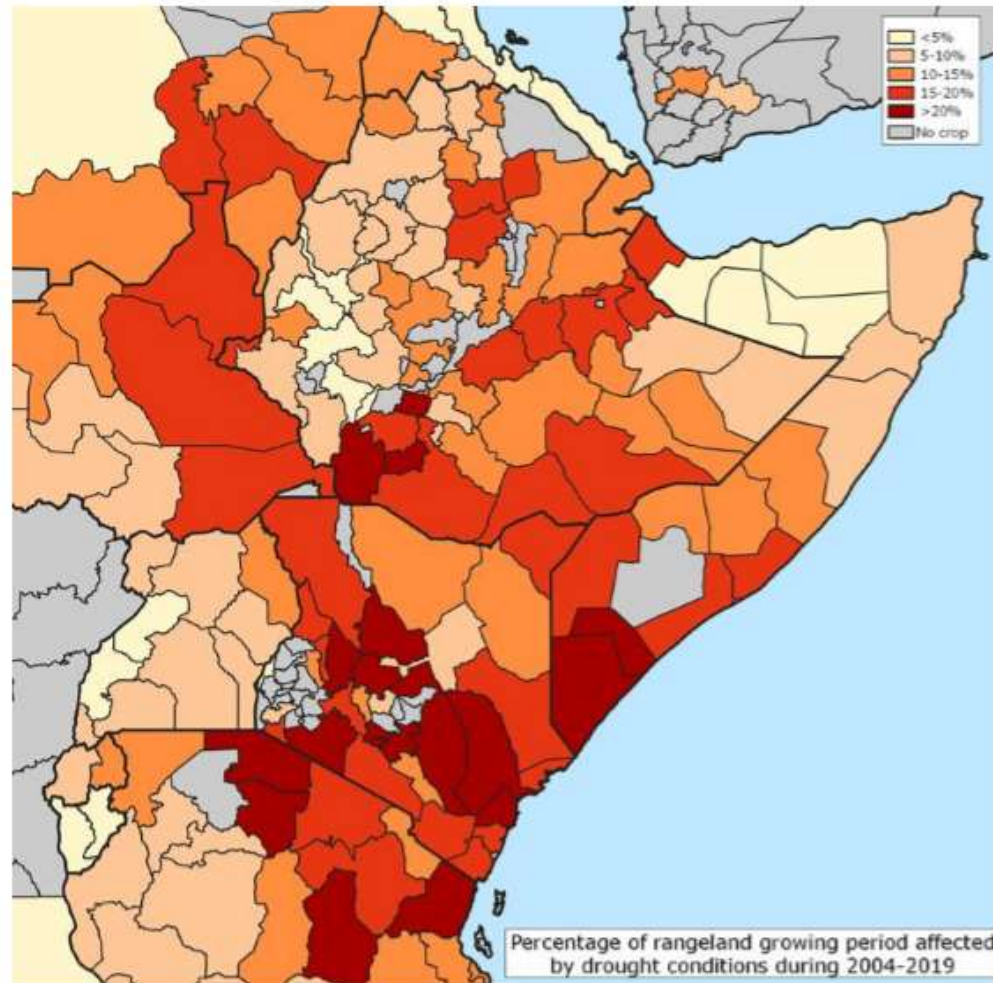 <5%
5-10%
10-15%
15-20%
>20%
No crop
Percentage of rangeland growing period affected
by drought conditions during 2004-2019